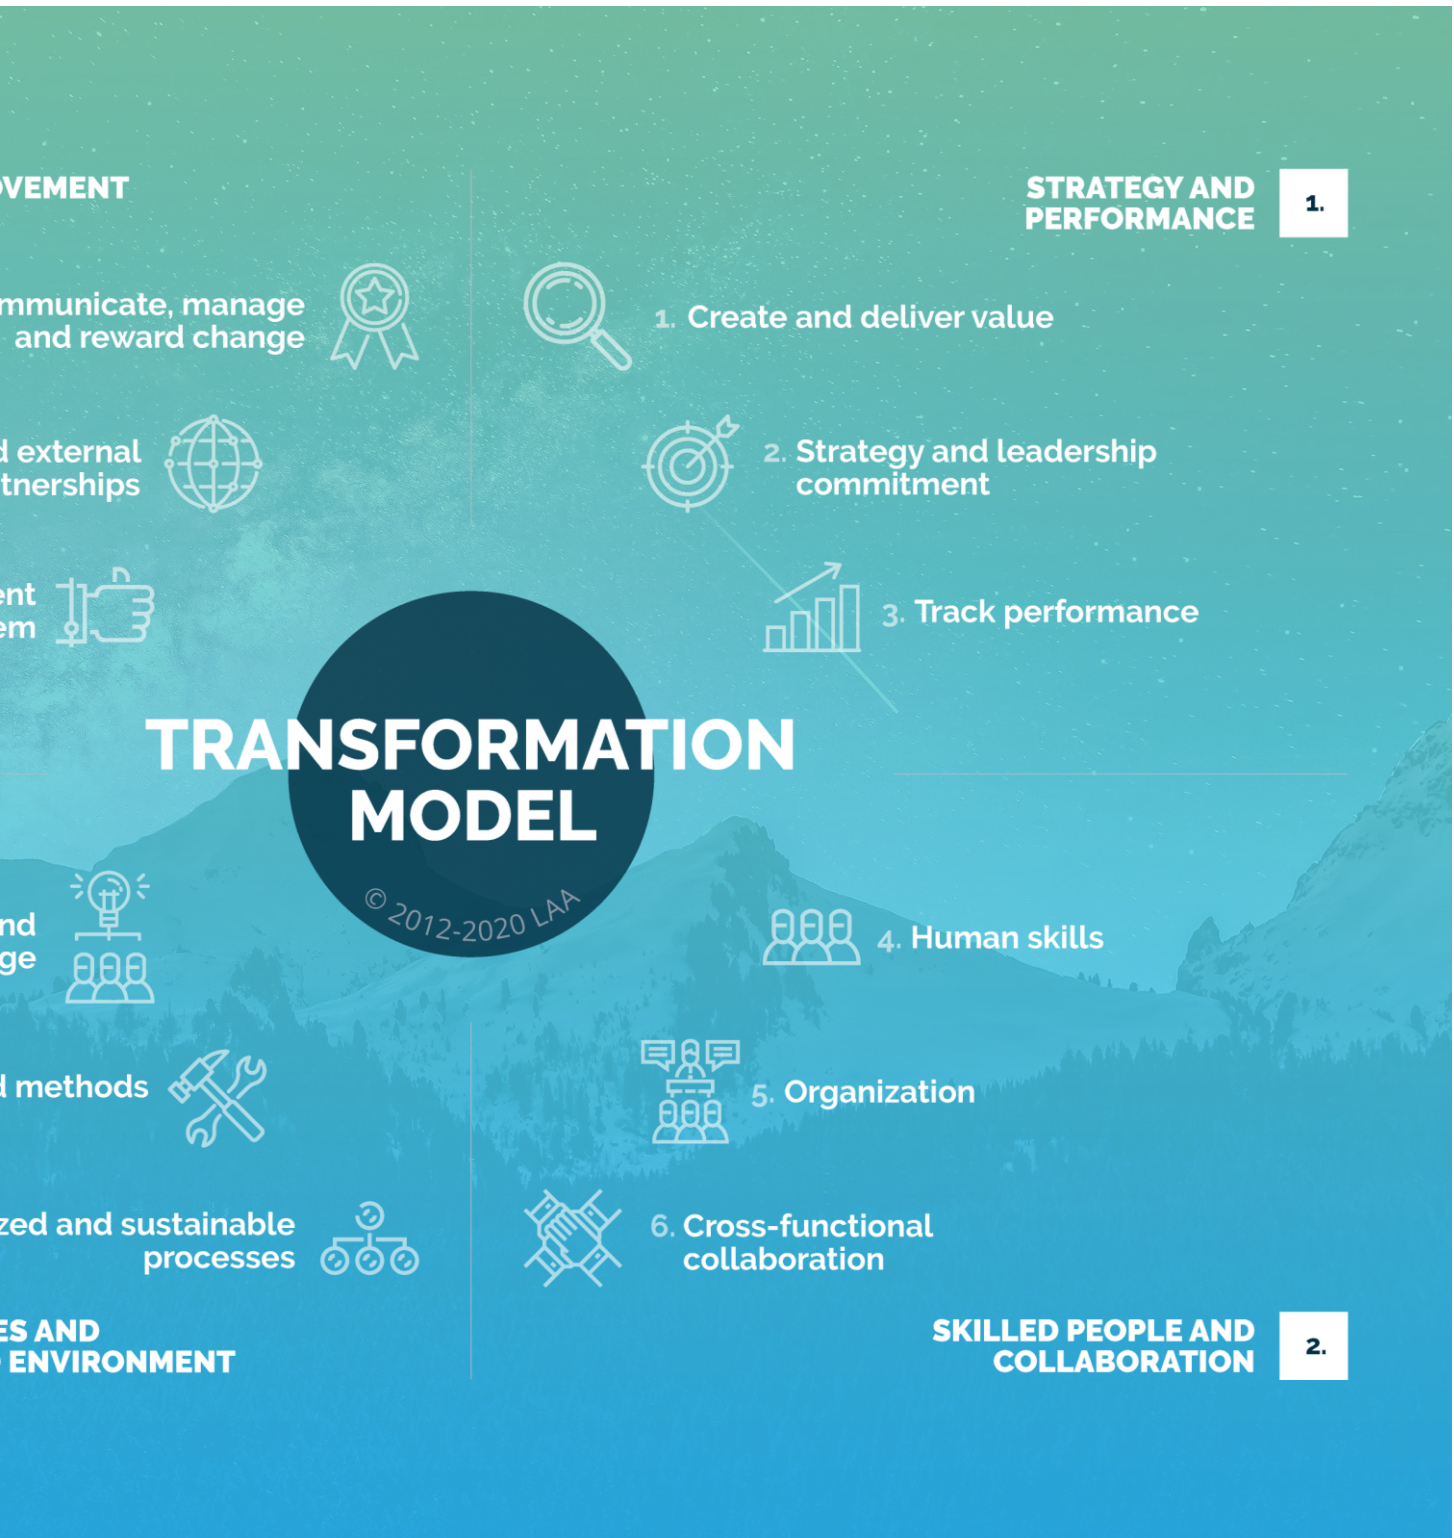 OVEMENT
mmunicate, manage
and reward change
d external
tnerships
ent
em
STRATEGY AND
PERFORMANCE
1.
1. Create and deliver value
2. Strategy and leadership
commitment
3. Track performance
TRANSFORMATION
MODEL
© 2012-2020 LAA
nd
ge
d methods
zed and sustainable
processes
ES AND
ENVIRONMENT
4. Human skills
5. Organization
6. Cross-functional
collaboration
SKILLED PEOPLE AND
COLLABORATION
2.